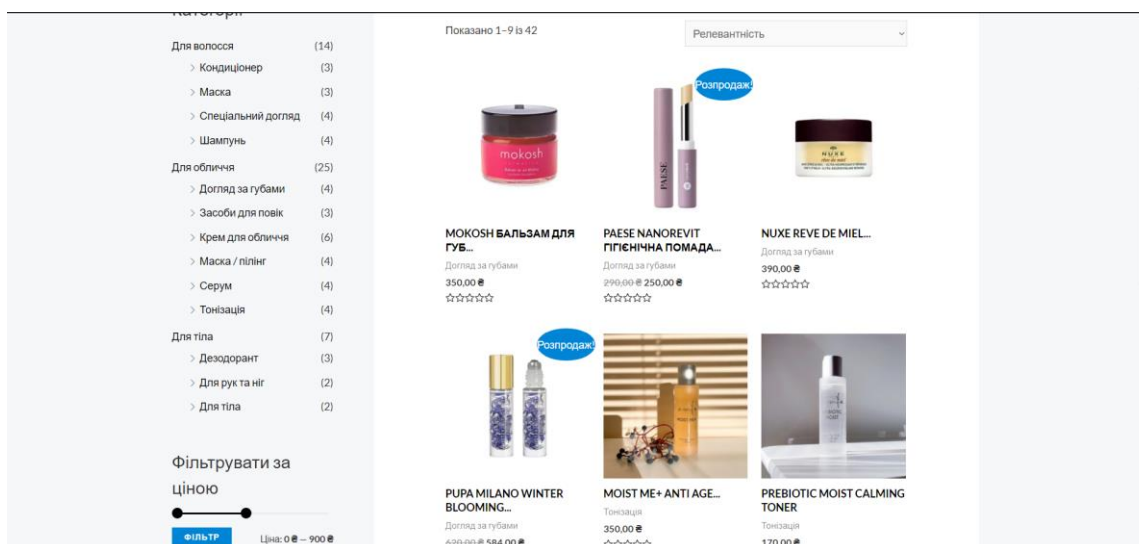 Категорії
Для волосся (14)
> Кондиціонер (3)
> Маска (3)
> Спеціальний догляд (4)
> Шампунь (4)
Для обличчя (25)
> Догляд за губами (4)
> Засоби для повік (3)
> Крем для обличчя (6)
> Маска / пілінг (4)
> Серум (4)
> Тонізація (4)
Для тіла (7)
> Дезодорант (3)
> Для рук та ніг (2)
> Для тіла (2)
Фільтрувати за
ціною
ФІЛЬТР Ціна: 0 ₴ — 900 ₴
Показано 1–9 із 42
Релевантність
mokosh
Розпродаж!
PAESE
NUXE
MOKOSH БАЛЬЗАМ ДЛЯ
ГУБ...
Догляд за губами
350,00 ₴
PAESE NANOREVIT
ГІГІЄНІЧНА ПОМАДА...
Догляд за губами
290,00 ₴ 250,00 ₴
NUXE REVE DE MIEL...
Догляд за губами
390,00 ₴
Розпродаж!
PUPA MILANO WINTER
BLOOMING...
Догляд за губами
620,00 ₴ 584,00 ₴
MOIST ME+ ANTI AGE...
Тонізація
350,00 ₴
PREBIOTIC MOIST CALMING
TONER
Тонізація
170,00 ₴